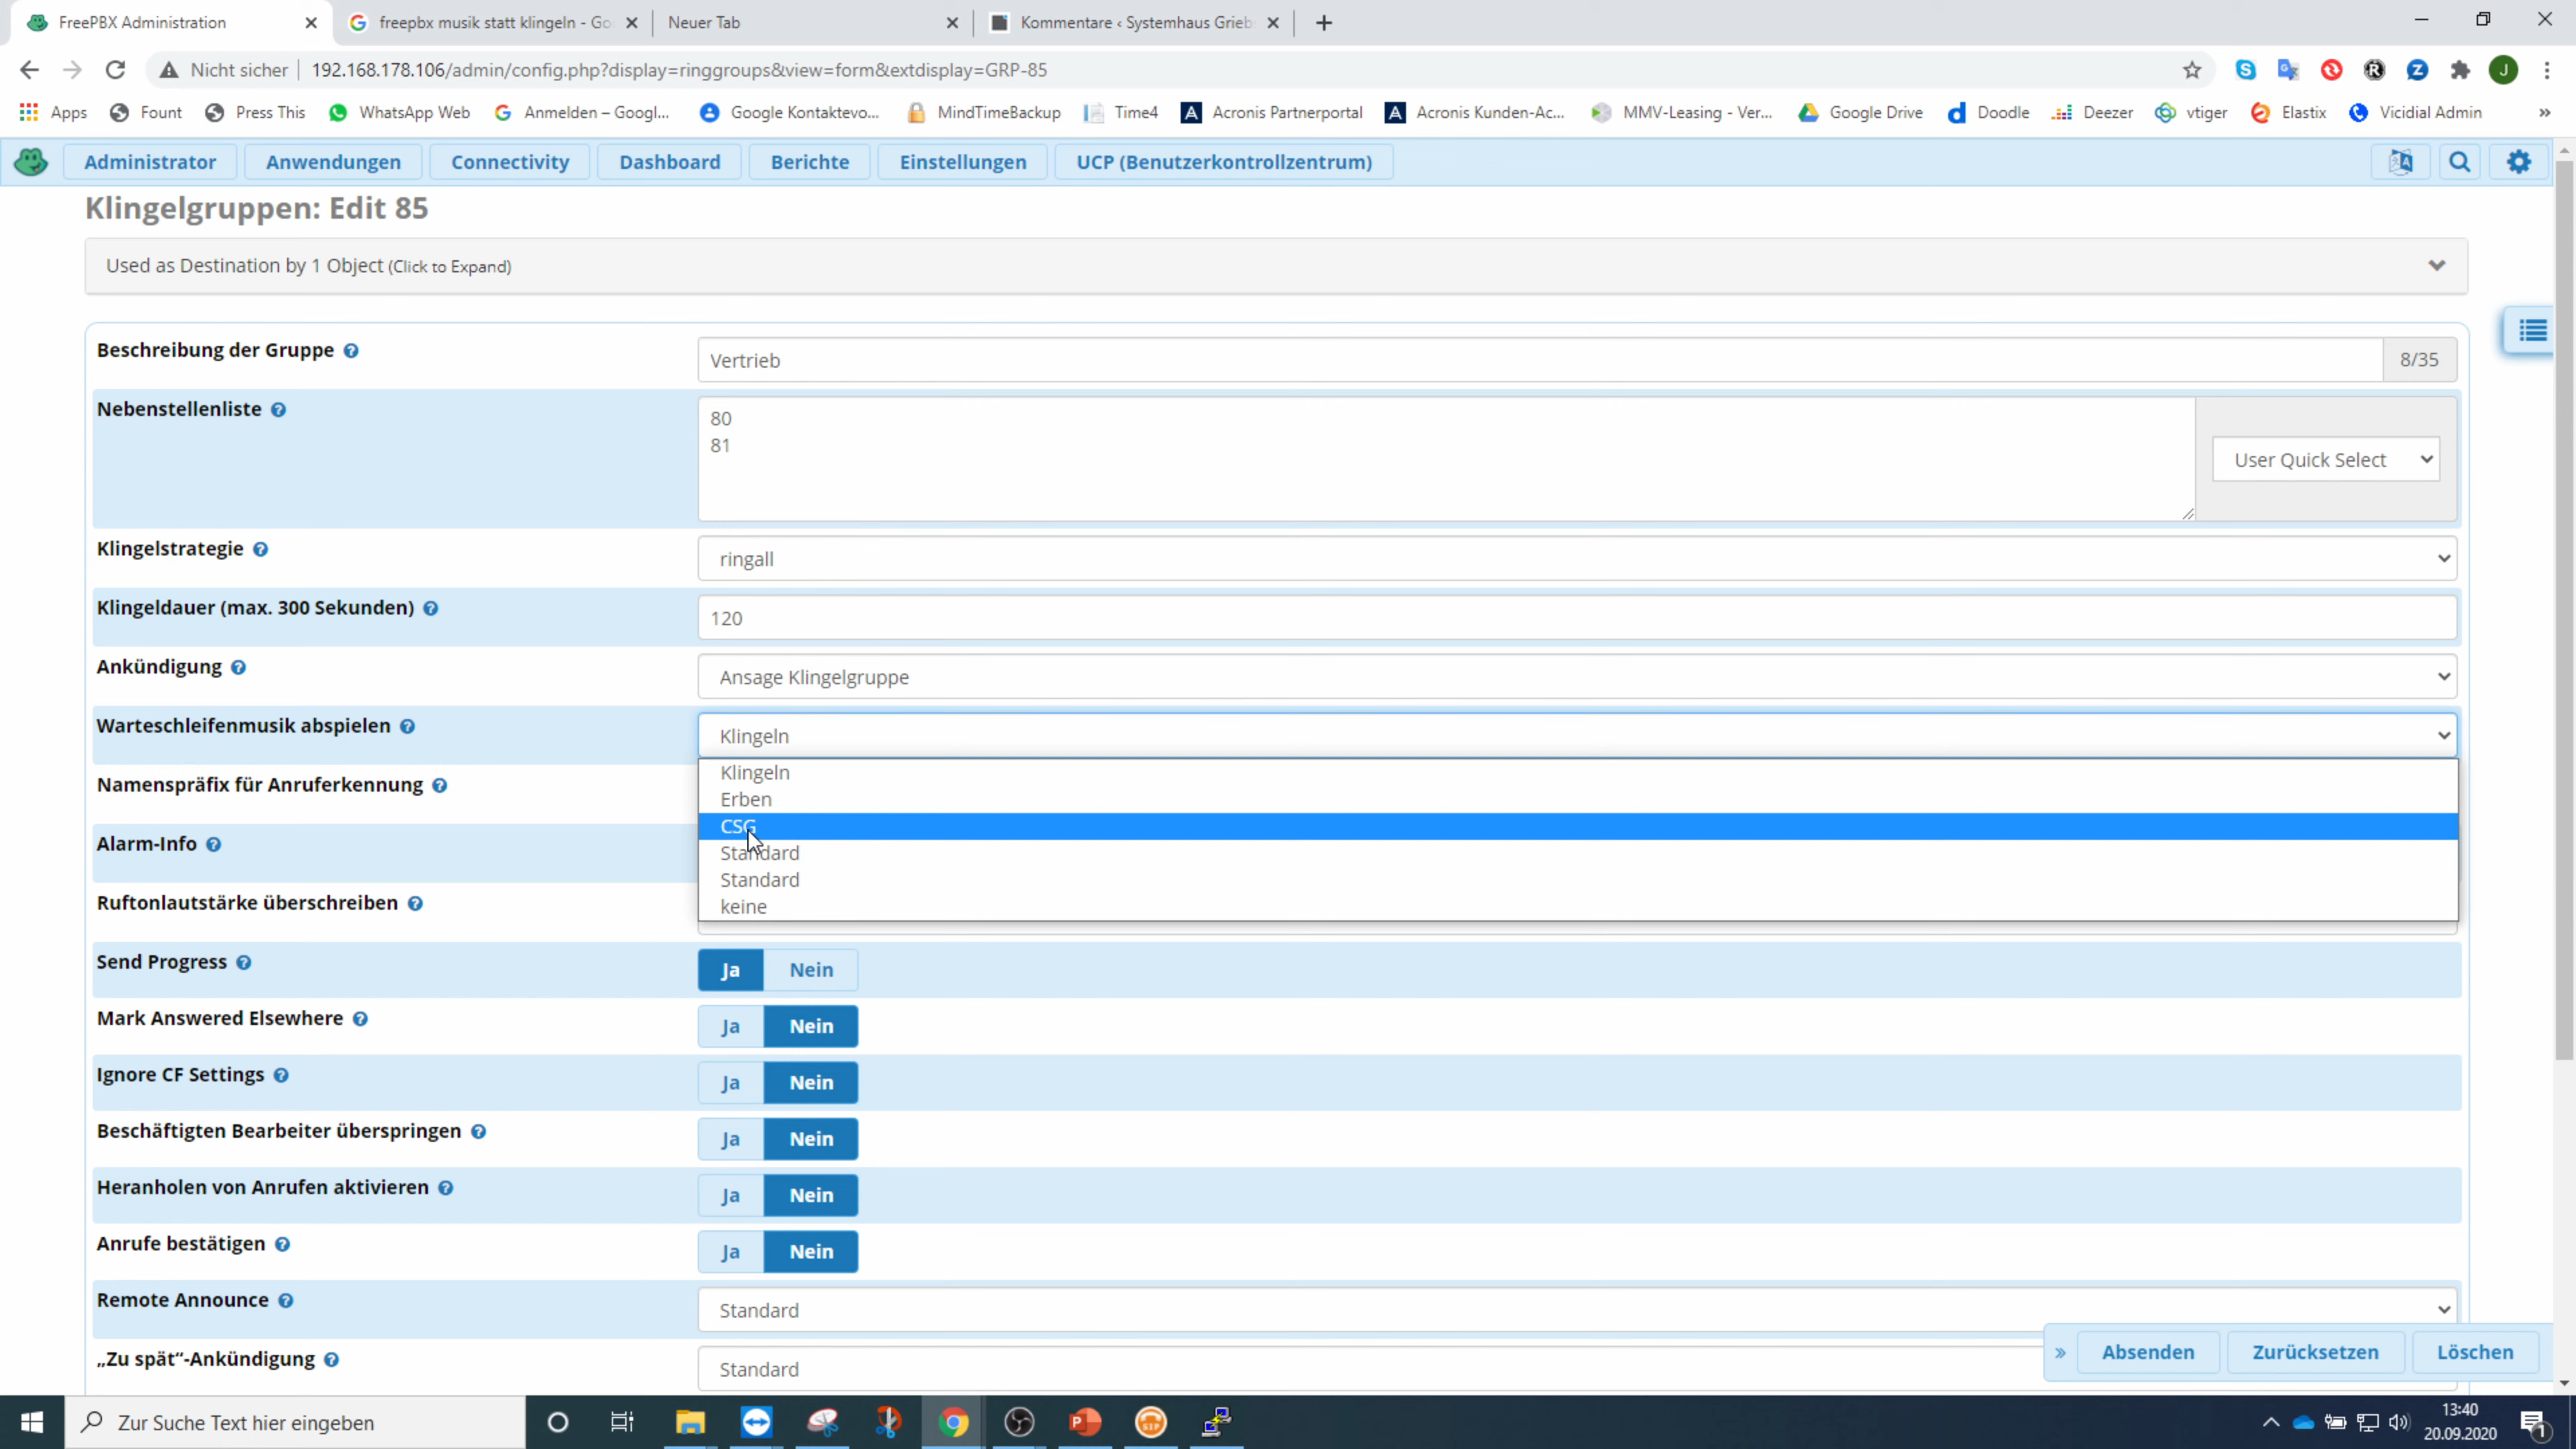 FreePBX Administration
freepbx musik statt klingeln - Go
Neuer Tab
Kommentare ‹ Systemhaus Grieb
Nicht sicher
192.168.178.106/admin/config.php?display=ringgroups&view=form&extdisplay=GRP-85
J
Apps
Fount
Press This
WhatsApp Web
Anmelden – Googl...
Google Kontaktevo...
MindTimeBackup
Time4
Acronis Partnerportal
Acronis Kunden-Ac...
MMV-Leasing - Ver...
Google Drive
Doodle
Deezer
vtiger
Elastix
Vicidial Admin
»
Administrator
Anwendungen
Connectivity
Dashboard
Berichte
Einstellungen
UCP (Benutzerkontrollzentrum)
Klingelgruppen: Edit 85
Used as Destination by 1 Object (Click to Expand)
Beschreibung der Gruppe
Vertrieb
8/35
Nebenstellenliste
80
81
User Quick Select
Klingelstrategie
ringall
Klingeldauer (max. 300 Sekunden)
120
Ankündigung
Ansage Klingelgruppe
Warteschleifenmusik abspielen
Klingeln
Klingeln
Erben
CSG
Standard
Standard
keine
Namenspräfix für Anruferkennung
Alarm-Info
Ruftonlautstärke überschreiben
Send Progress
Ja Nein
Mark Answered Elsewhere
Ja Nein
Ignore CF Settings
Ja Nein
Beschäftigten Bearbeiter überspringen
Ja Nein
Heranholen von Anrufen aktivieren
Ja Nein
Anrufe bestätigen
Ja Nein
Remote Announce
Standard
„Zu spät“-Ankündigung
Standard
»
Absenden
Zurücksetzen
Löschen
Zur Suche Text hier eingeben
13:40
20.09.2020
1